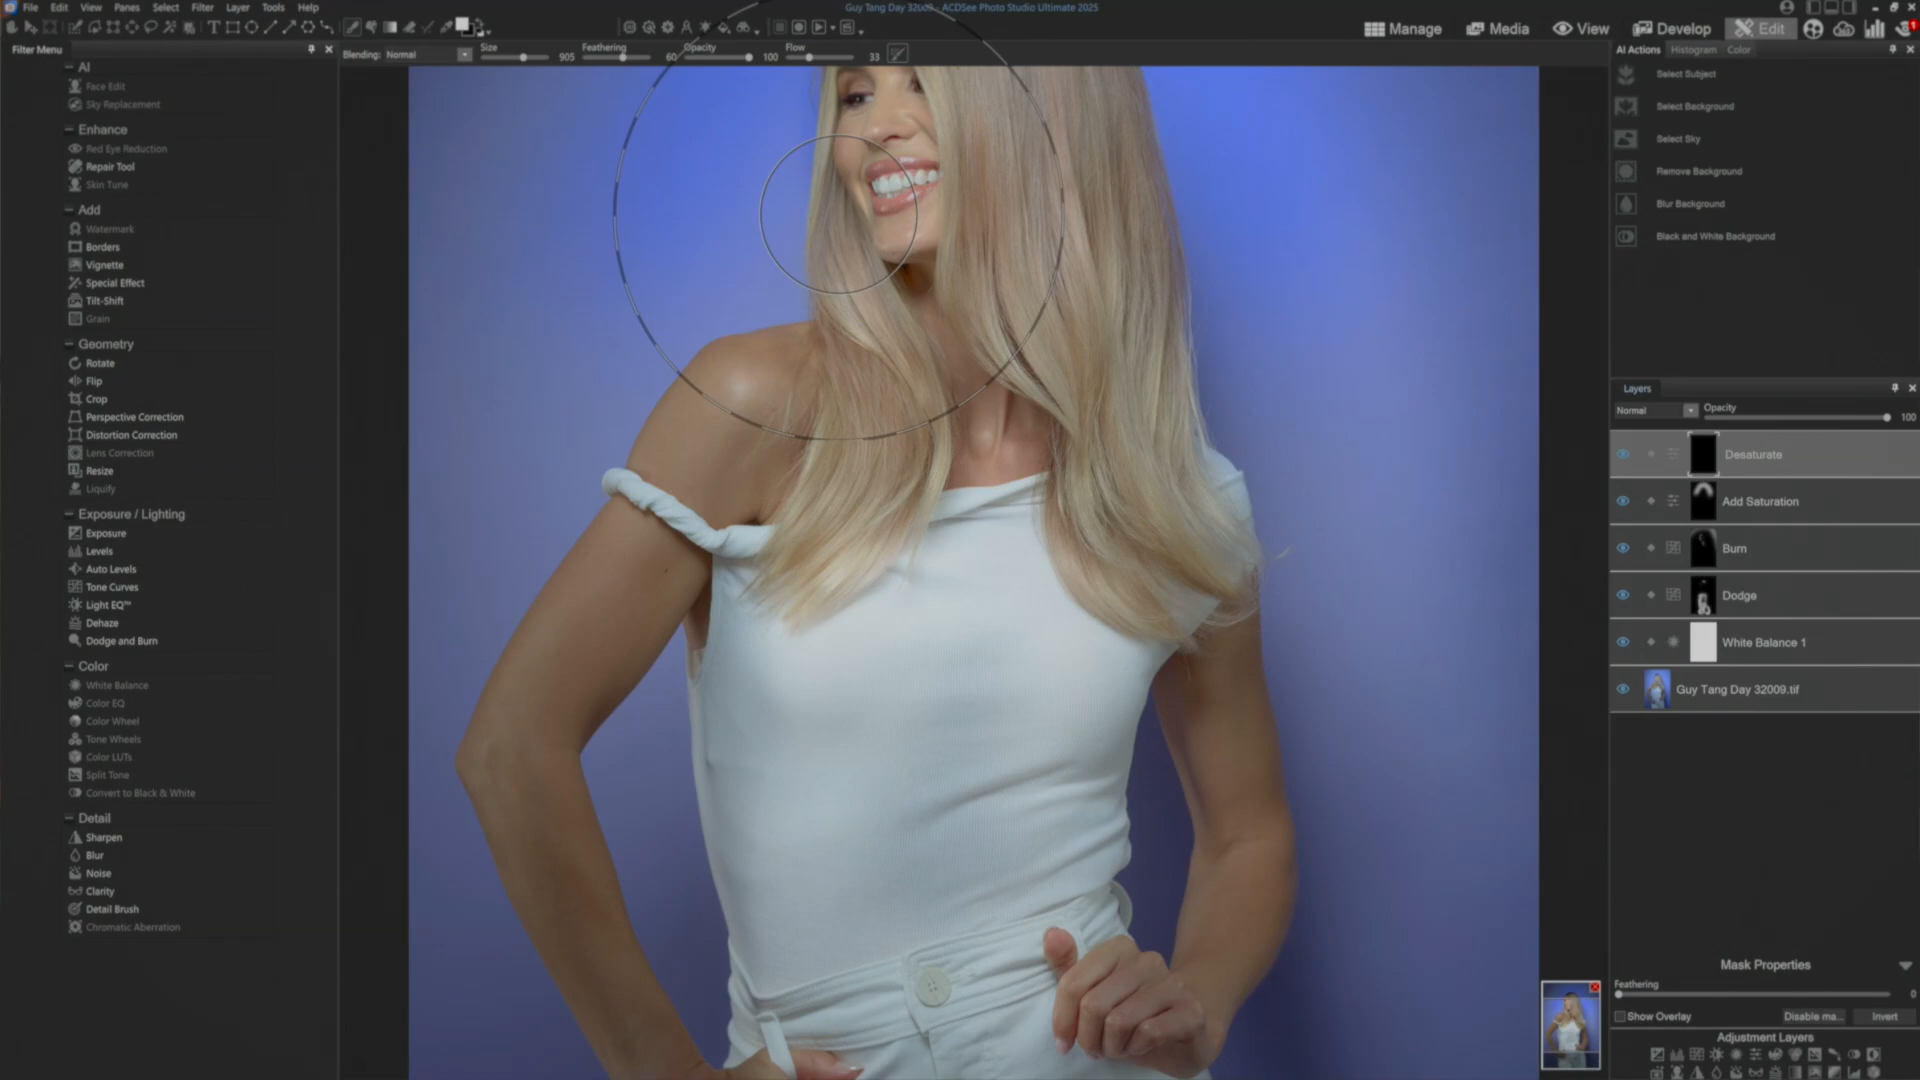 Guy Tang Day 32009 - ACDSee Photo Studio Ultimate 2025
File Edit View Panes Select Filter Layer Tools Help
Manage Media View Develop Edit
1
Filter Menu
Blending: Normal Size 905 Feathering 60 Opacity 100 Flow 33
AI
Face Edit
Sky Replacement
Enhance
Red Eye Reduction
Repair Tool
Skin Tune
Add
Watermark
Borders
Vignette
Special Effect
Tilt-Shift
Grain
Geometry
Rotate
Flip
Crop
Perspective Correction
Distortion Correction
Lens Correction
Resize
Liquify
Exposure / Lighting
Exposure
Levels
Auto Levels
Tone Curves
Light EQ™
Dehaze
Dodge and Burn
Color
White Balance
Color EQ
Color Wheel
Tone Wheels
Color LUTs
Split Tone
Convert to Black & White
Detail
Sharpen
Blur
Noise
Clarity
Detail Brush
Chromatic Aberration
AI Actions Histogram Color
Select Subject
Select Background
Select Sky
Remove Background
Blur Background
Black and White Background
Layers
Normal Opacity 100
Desaturate
Add Saturation
Burn
Dodge
White Balance 1
Guy Tang Day 32009.tif
Mask Properties
Feathering
0
Show Overlay Disable ma... Invert
Adjustment Layers